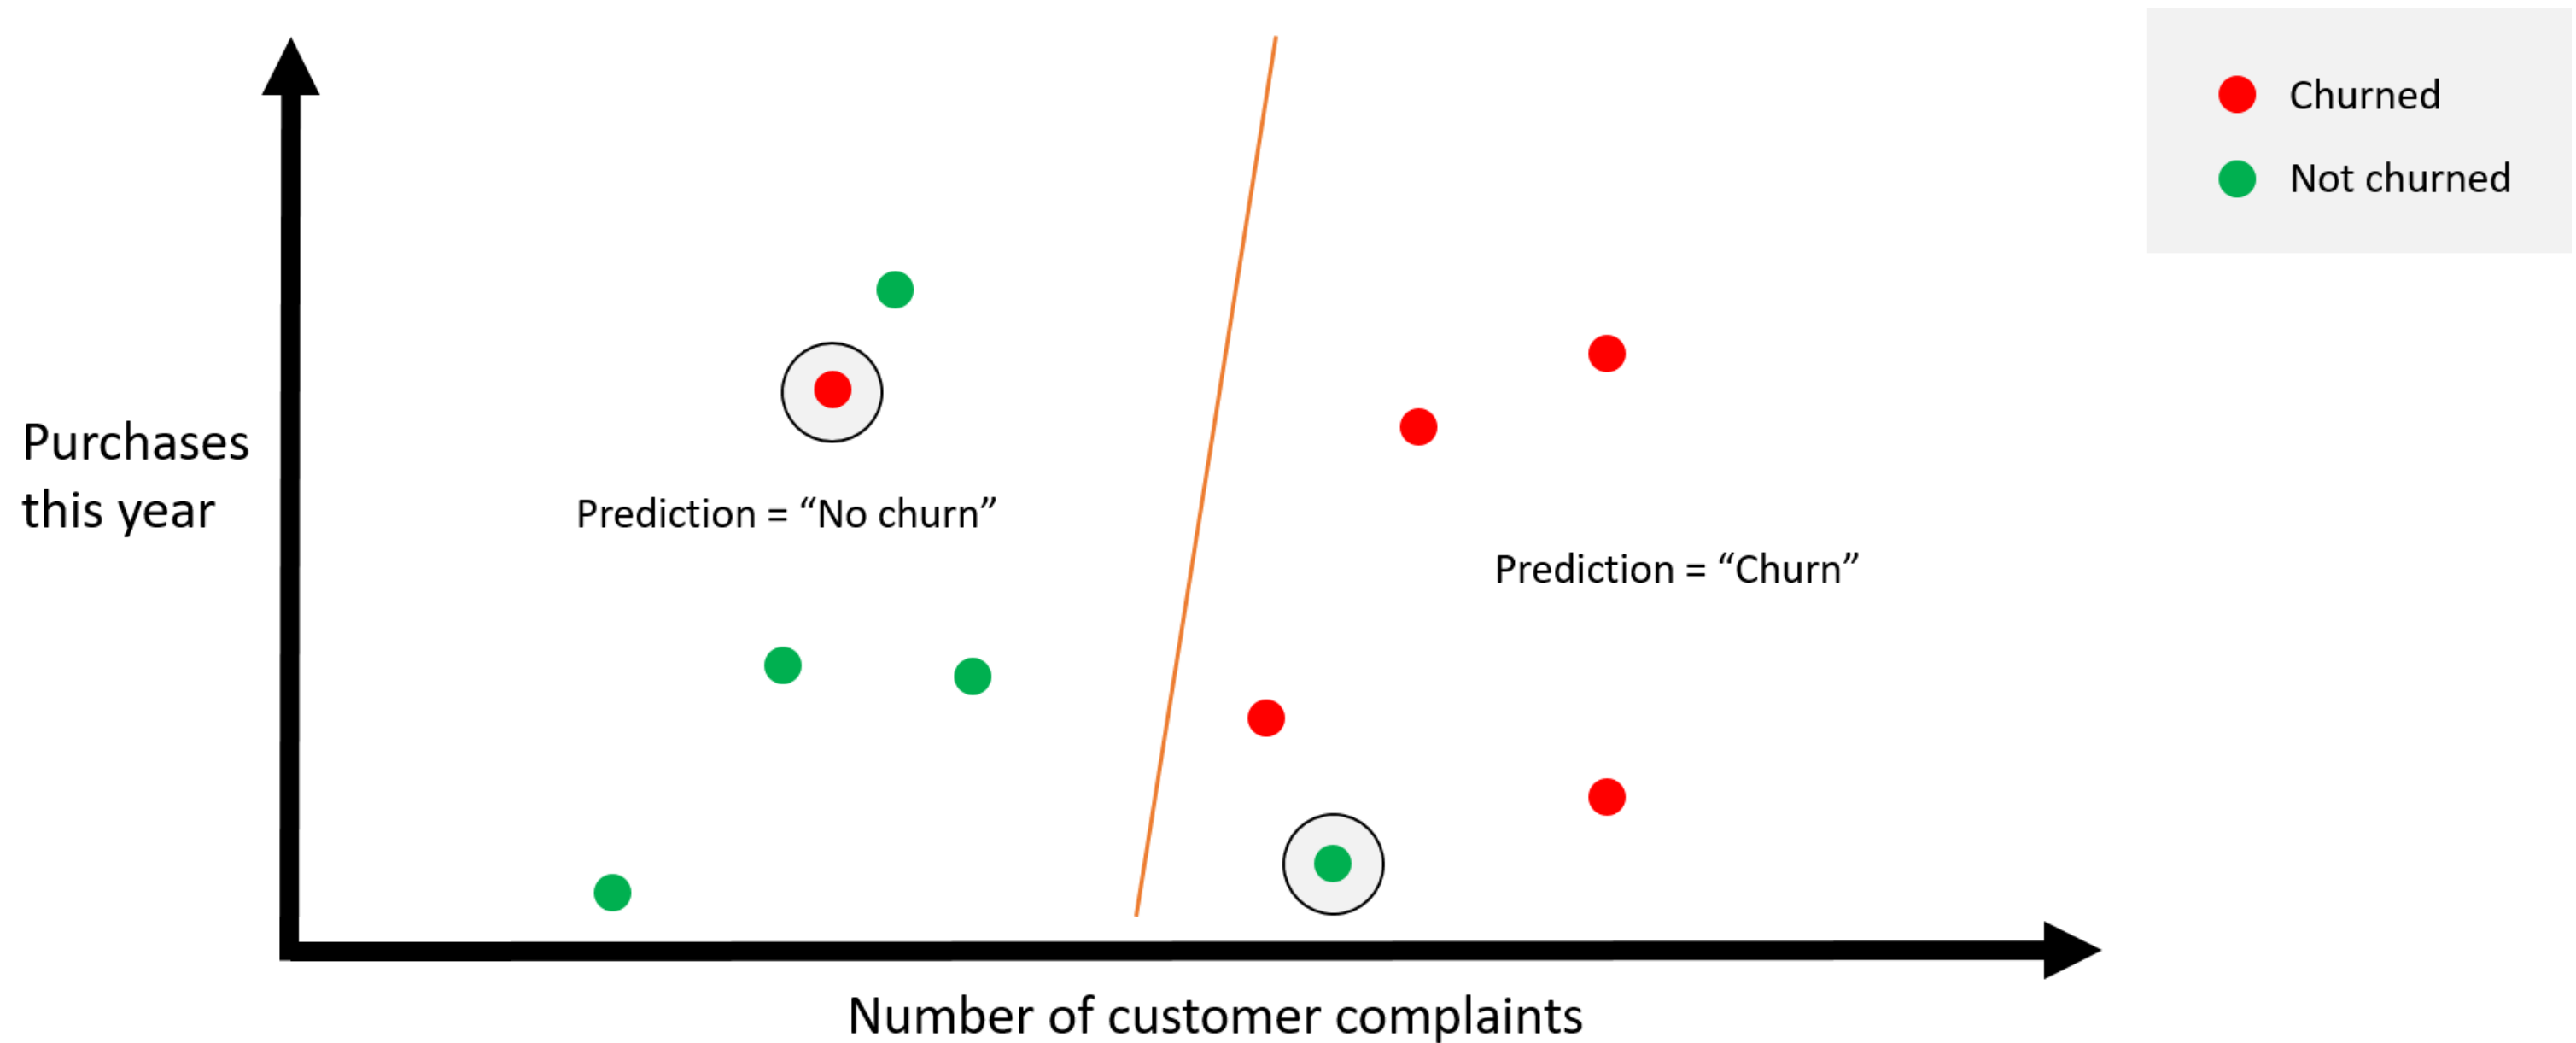 Churned
Not churned
Purchases
this year
Prediction = “No churn”
Prediction = “Churn”
Number of customer complaints